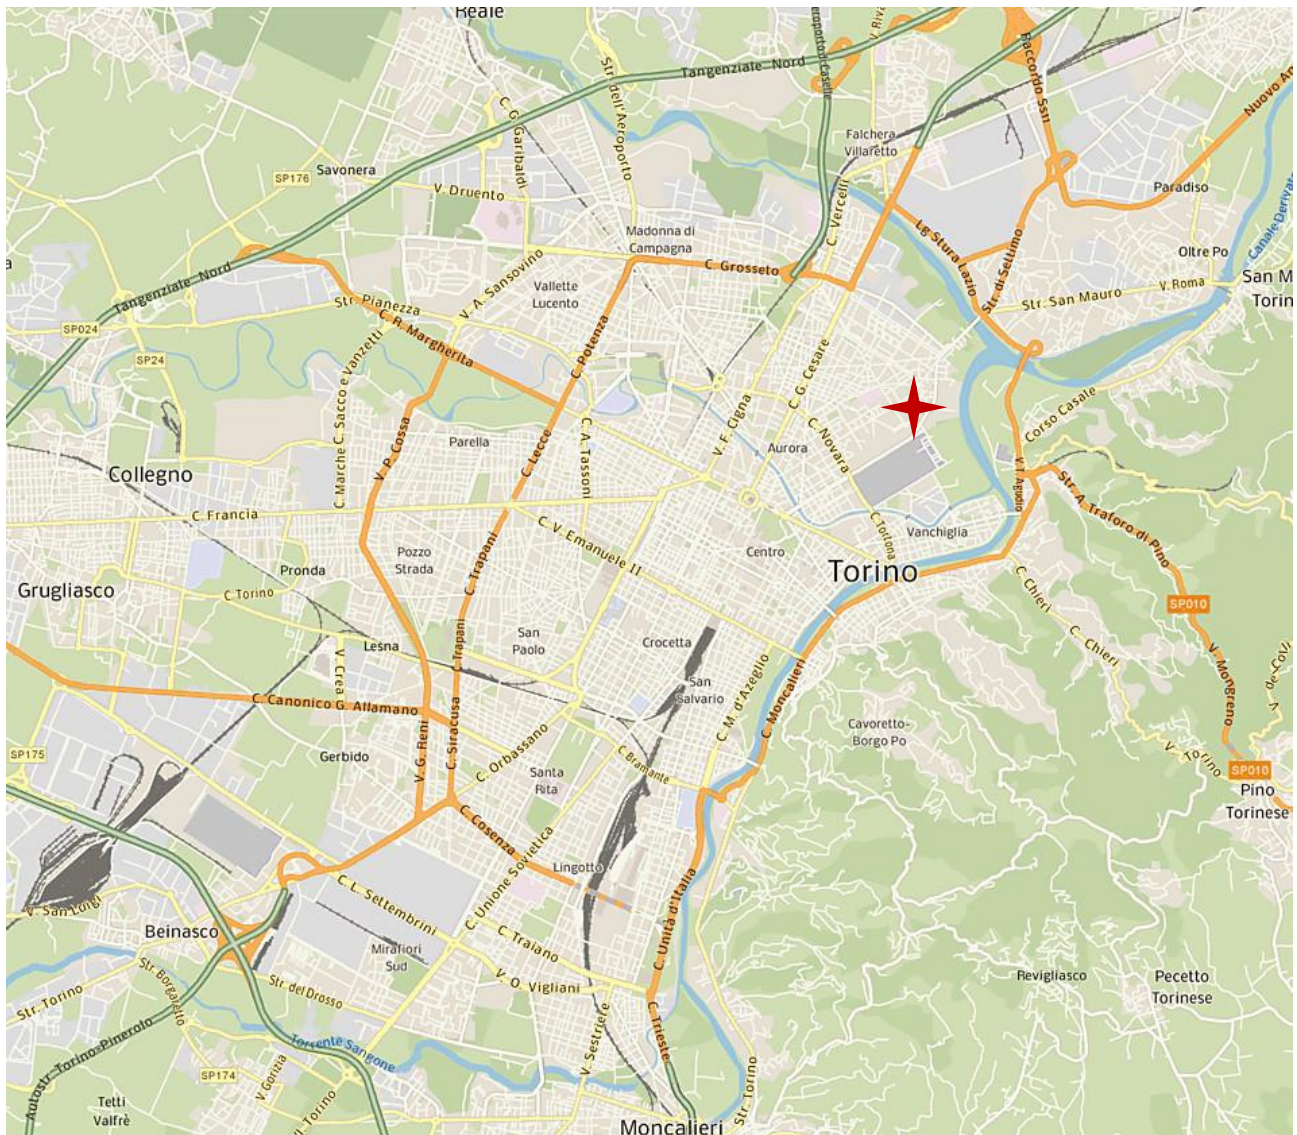 Reale
Tangenziale Nord
Str. dell'Aeroporto
C. G. Garibaldi
Raccordo SS11
Falchera
Villaretto
Savonera
SP176
V. Druento
C. Vercelli
Paradiso
Madonna di
Campagna
Lg Stura Lazio
Str. di Settimo
Oltre Po
Canale Derivat
C. Grosseto
San M
Torin
Tangenziale Nord
V. A. Sansovino
Vallette
Lucento
Str. San Mauro
V. Roma
Str. Pianezza
C. R. Margherita
SP024
SP24
C. Potenza
C. G. Cesare
C. Marche C. Sacco e Vanzetti
V. P. Cossa
Parella
C. Lecce
C. A. Tassoni
V. F. Cigna
Aurora
C. Novara
Corso Casale
V. T. Agudio
Str. A. Traforo di Pino
Collegno
C. Francia
C. V. Emanuele II
Centro
C. Tortona
Vanchiglia
Torino
Pozzo
Strada
C. Trapani
Pronda
Grugliasco
C. Torino
C. Chieri
SP010
Lesna
San
Paolo
Crocetta
C. Trapani
C. Chieri
V. Crea
San
Salvario
C. M. d'Azeglio
C. Moncalieri
V. Mongreno
C. Canonico G. Allamano
Cavoretto-
Borgo Po
V. Torino
SP175
Gerbido
V. G. Reni
C. Siracusa
C. Orbassano
C. Bramante
Santa
Rita
SP010
Pino
Torinese
C. Cosenza
Lingotto
C. Unione Sovietica
C. L. Settembrini
C. Unità d'Italia
V. San Luigi
Beinasco
Mirafiori
Sud
C. Traiano
V. O. Vigliani
Revigliasco
Pecetto
Torinese
Str. Torino
Str. Borgaretto
Str. del Drosso
Autostr. Torino-Pinerolo
Torrente Sangone
V. Sestriere
C. Trieste
SP174
V. Gorizia
Str. Torino
Tetti
Valfrè
Moncalieri